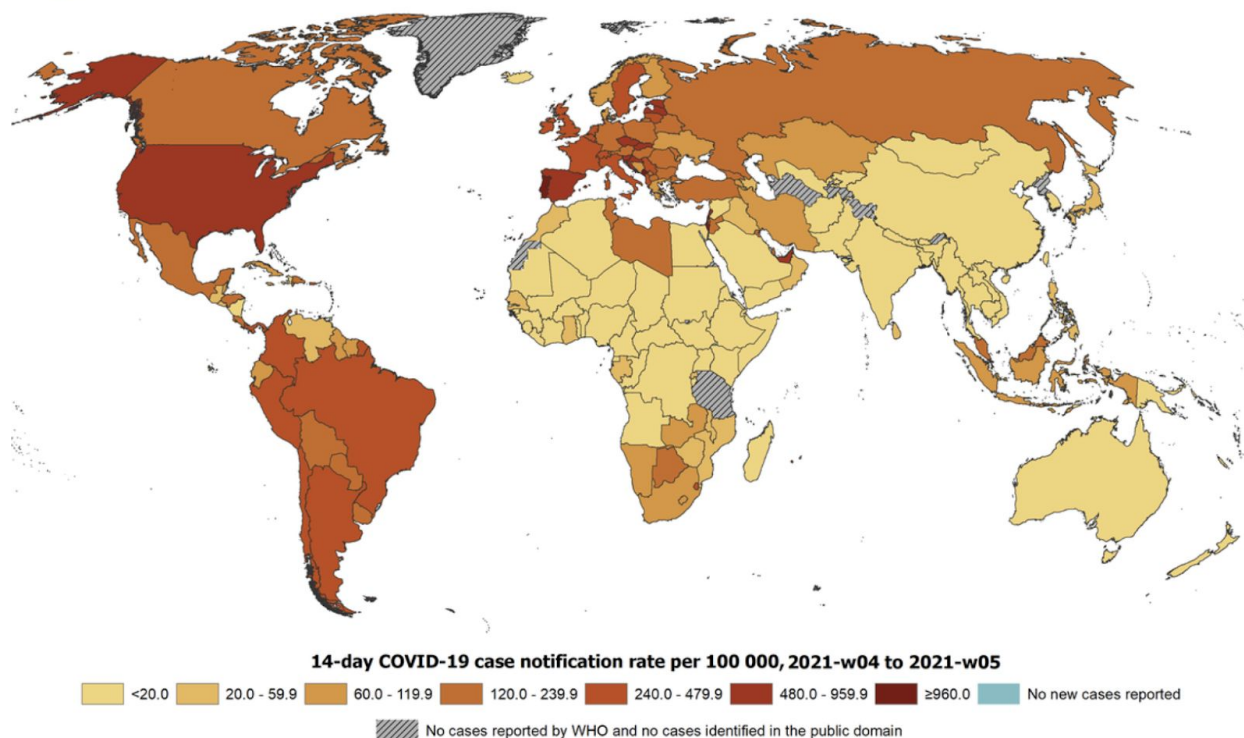 14-day COVID-19 case notification rate per 100 000, 2021-w04 to 2021-w05
<20.0 20.0 - 59.9 60.0 - 119.9 120.0 - 239.9 240.0 - 479.9 480.0 - 959.9 ≥960.0 No new cases reported
No cases reported by WHO and no cases identified in the public domain